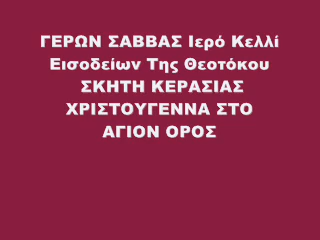 ΓΕΡΩΝ ΣΑΒΒΑΣ Ιερό Κελλί
Εισοδείων Της Θεοτόκου
ΣΚΗΤΗ ΚΕΡΑΣΙΑΣ
ΧΡΙΣΤΟΥΓΕΝΝΑ ΣΤΟ
ΑΓΙΟΝ ΟΡΟΣ